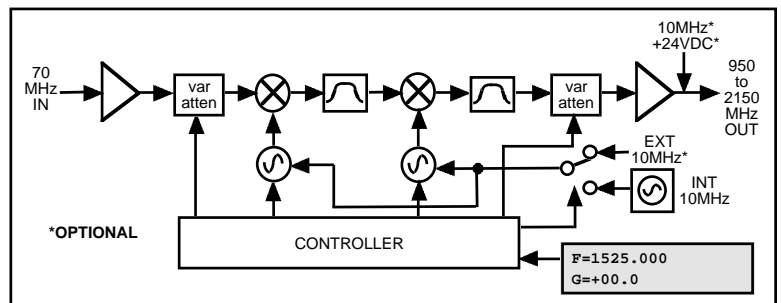 10MHz*
+24VDC*
70
MHz
IN
var
atten
var
atten
950
to
2150
MHz
OUT
EXT
10MHz*
INT
10MHz
*OPTIONAL
CONTROLLER
F=1525.000
G=+00.0